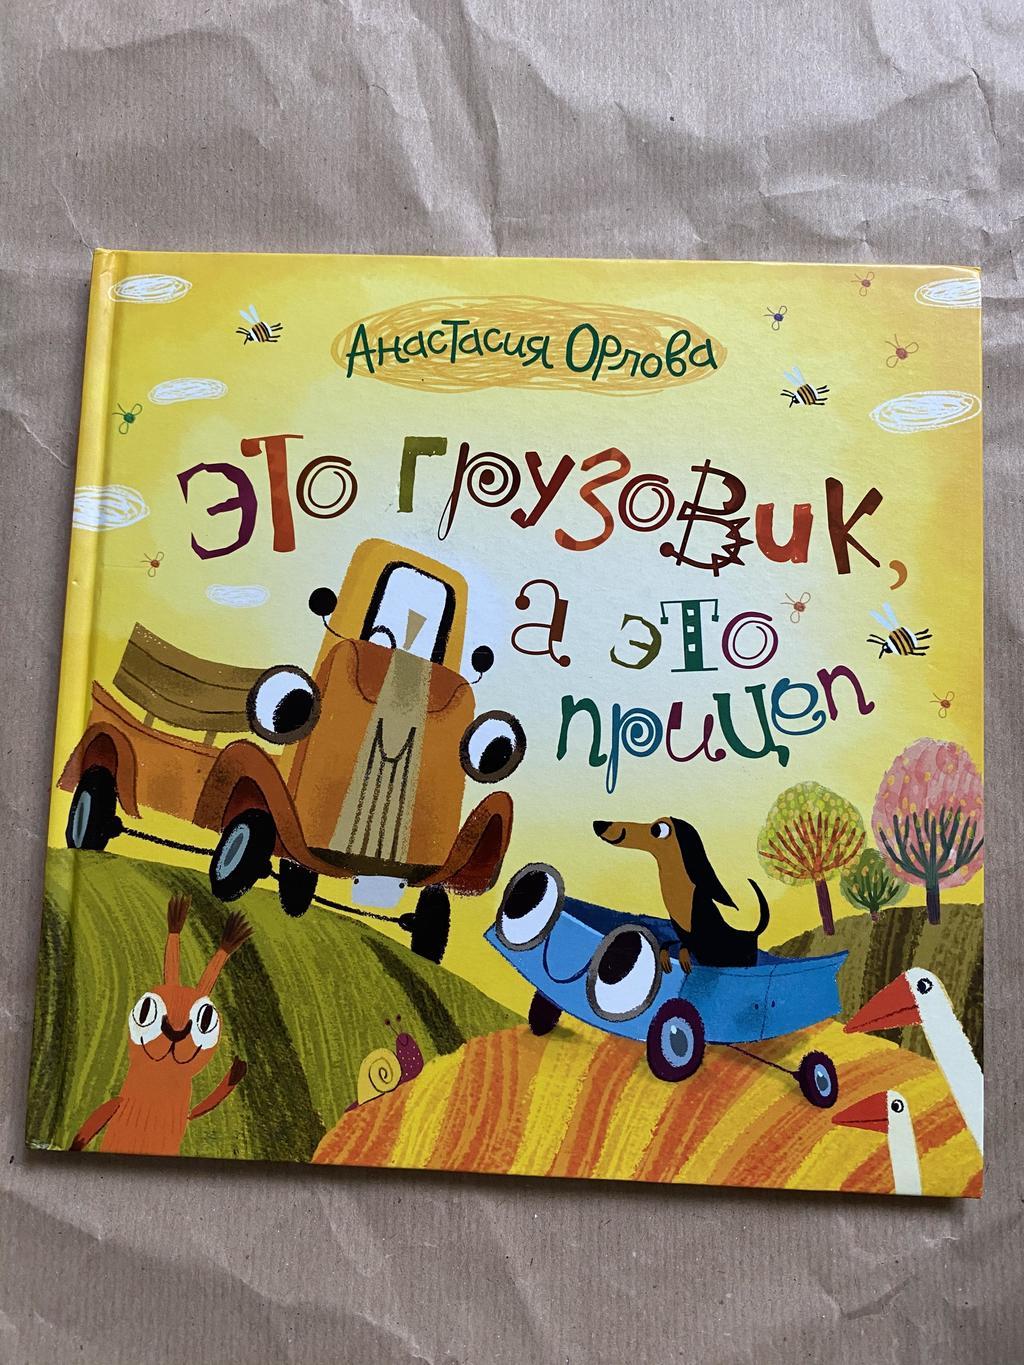 Анастасия Орлова
Это грузовик,
а это
прицеп